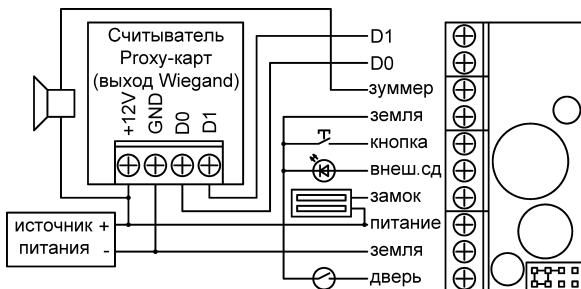 Считыватель
Proxy-карт
(выход Wiegand)
+12V
GND
D0
D1
источник +
питания -
D1
D0
зуммер
земля
кнопка
внеш.сд
замок
питание
земля
дверь